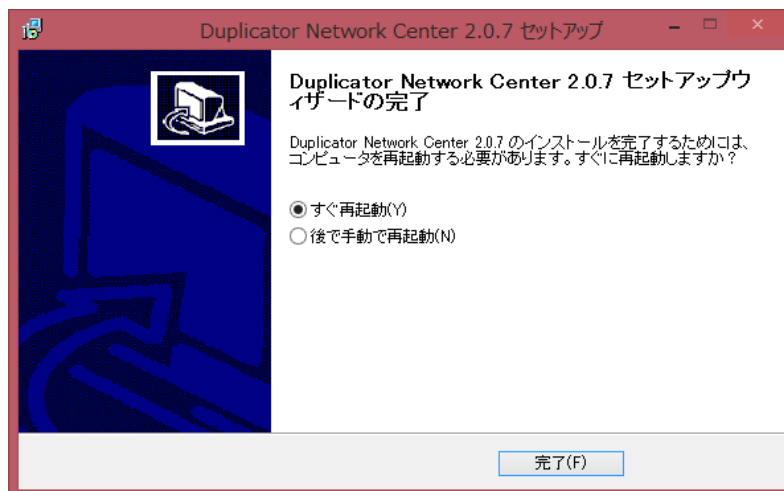 Duplicator Network Center 2.0.7 セットアップ
Duplicator Network Center 2.0.7 セットアップウ
ィザードの完了
Duplicator Network Center 2.0.7 のインストールを完了するためには、
コンピュータを再起動する必要があります。すぐに再起動しますか？
すぐ再起動(Y)
後で手動で再起動(N)
完了(F)